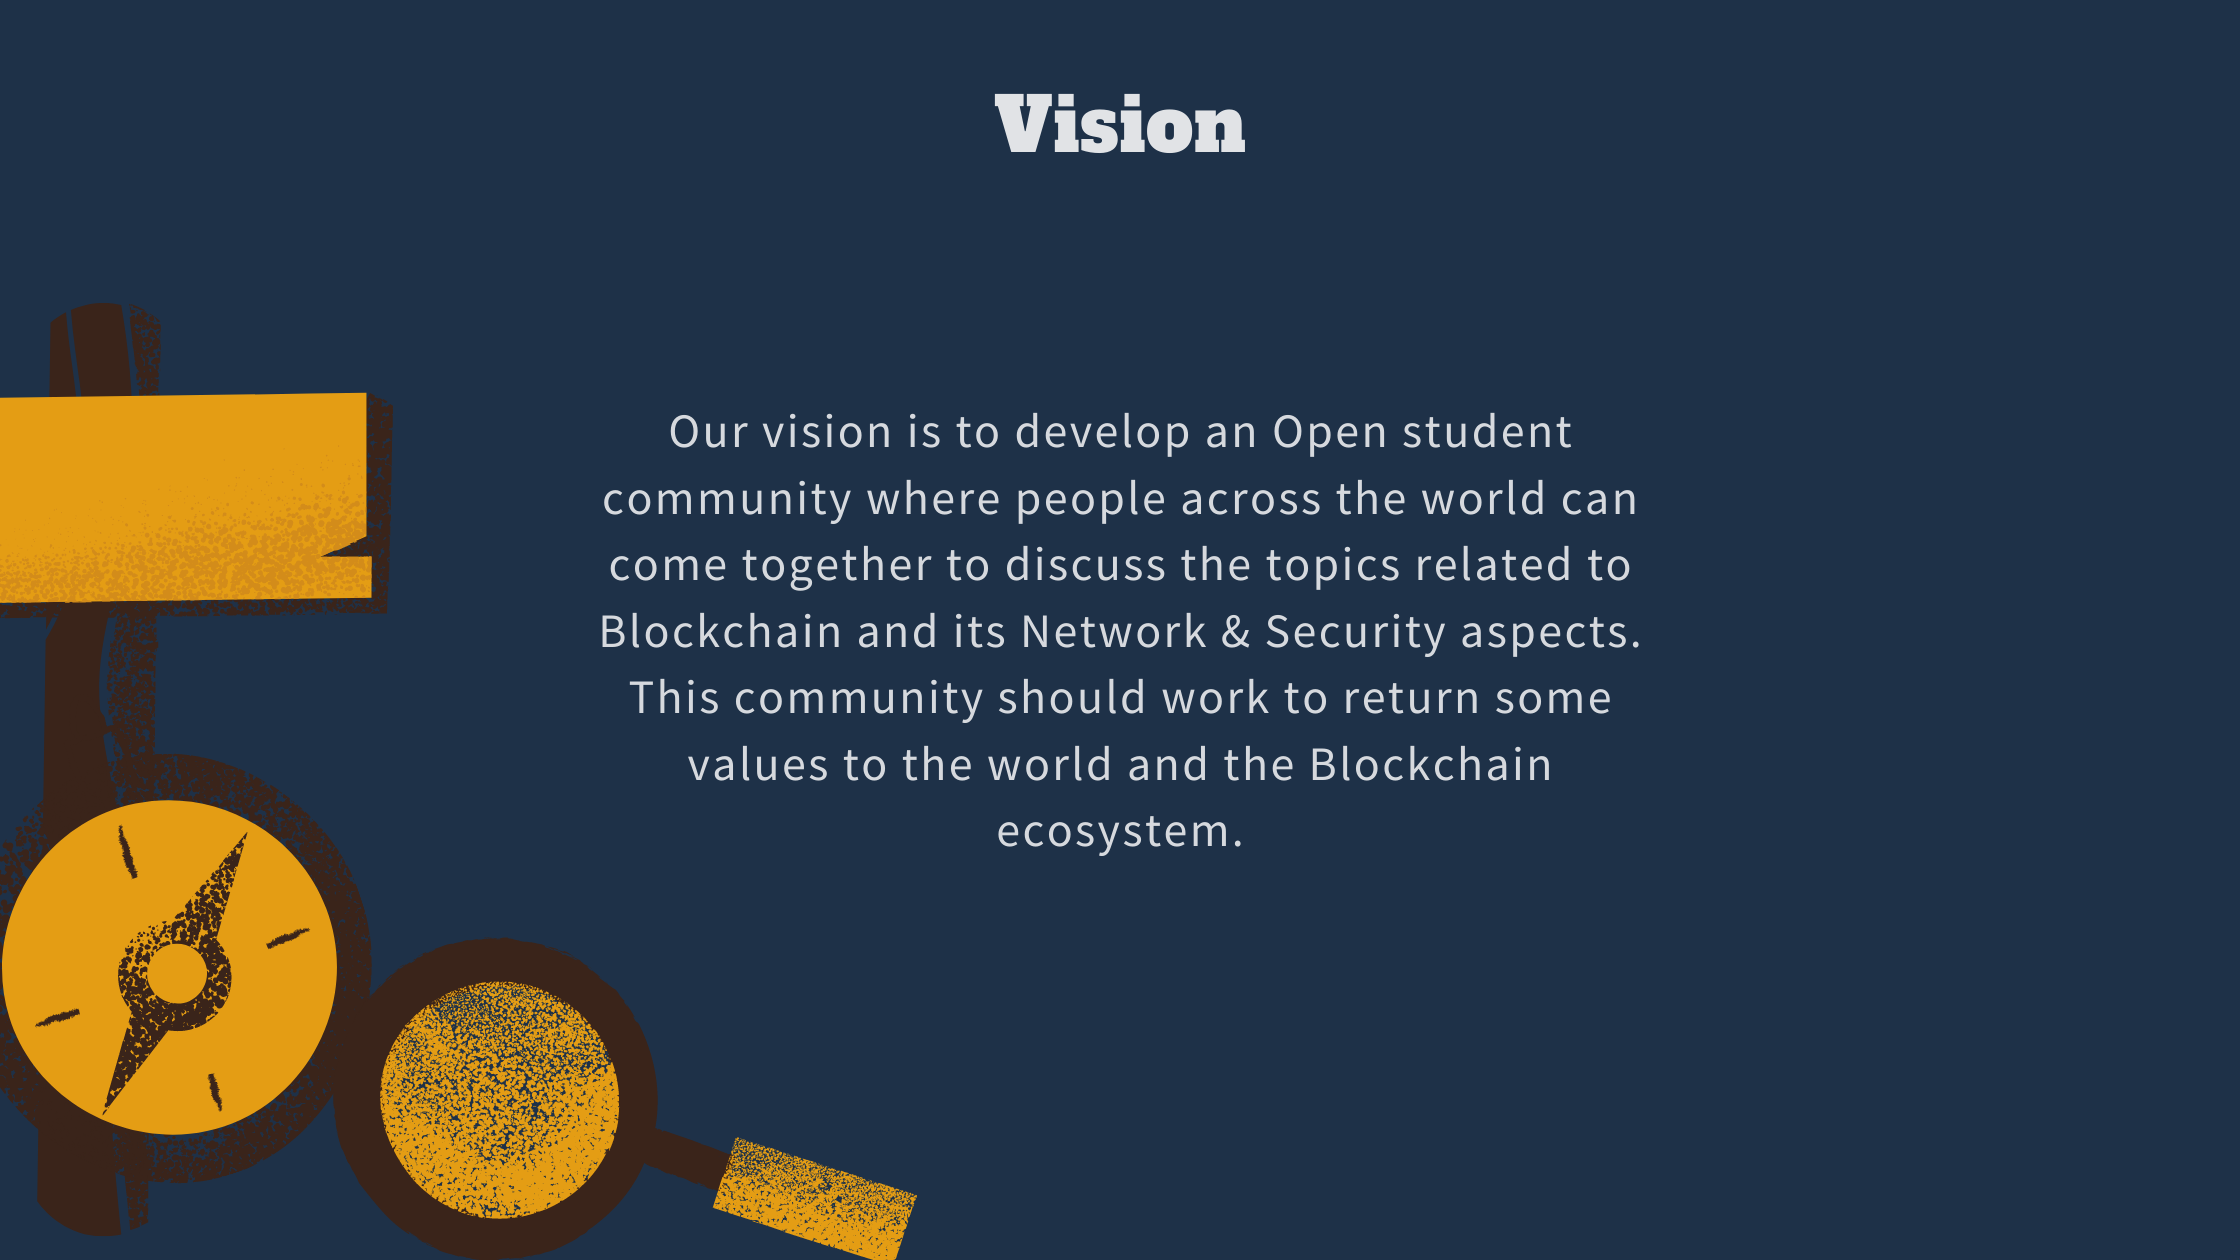 Vision
Our vision is to develop an Open student
community where people across the world can
come together to discuss the topics related to
Blockchain and its Network & Security aspects.
This community should work to return some
values to the world and the Blockchain
ecosystem.